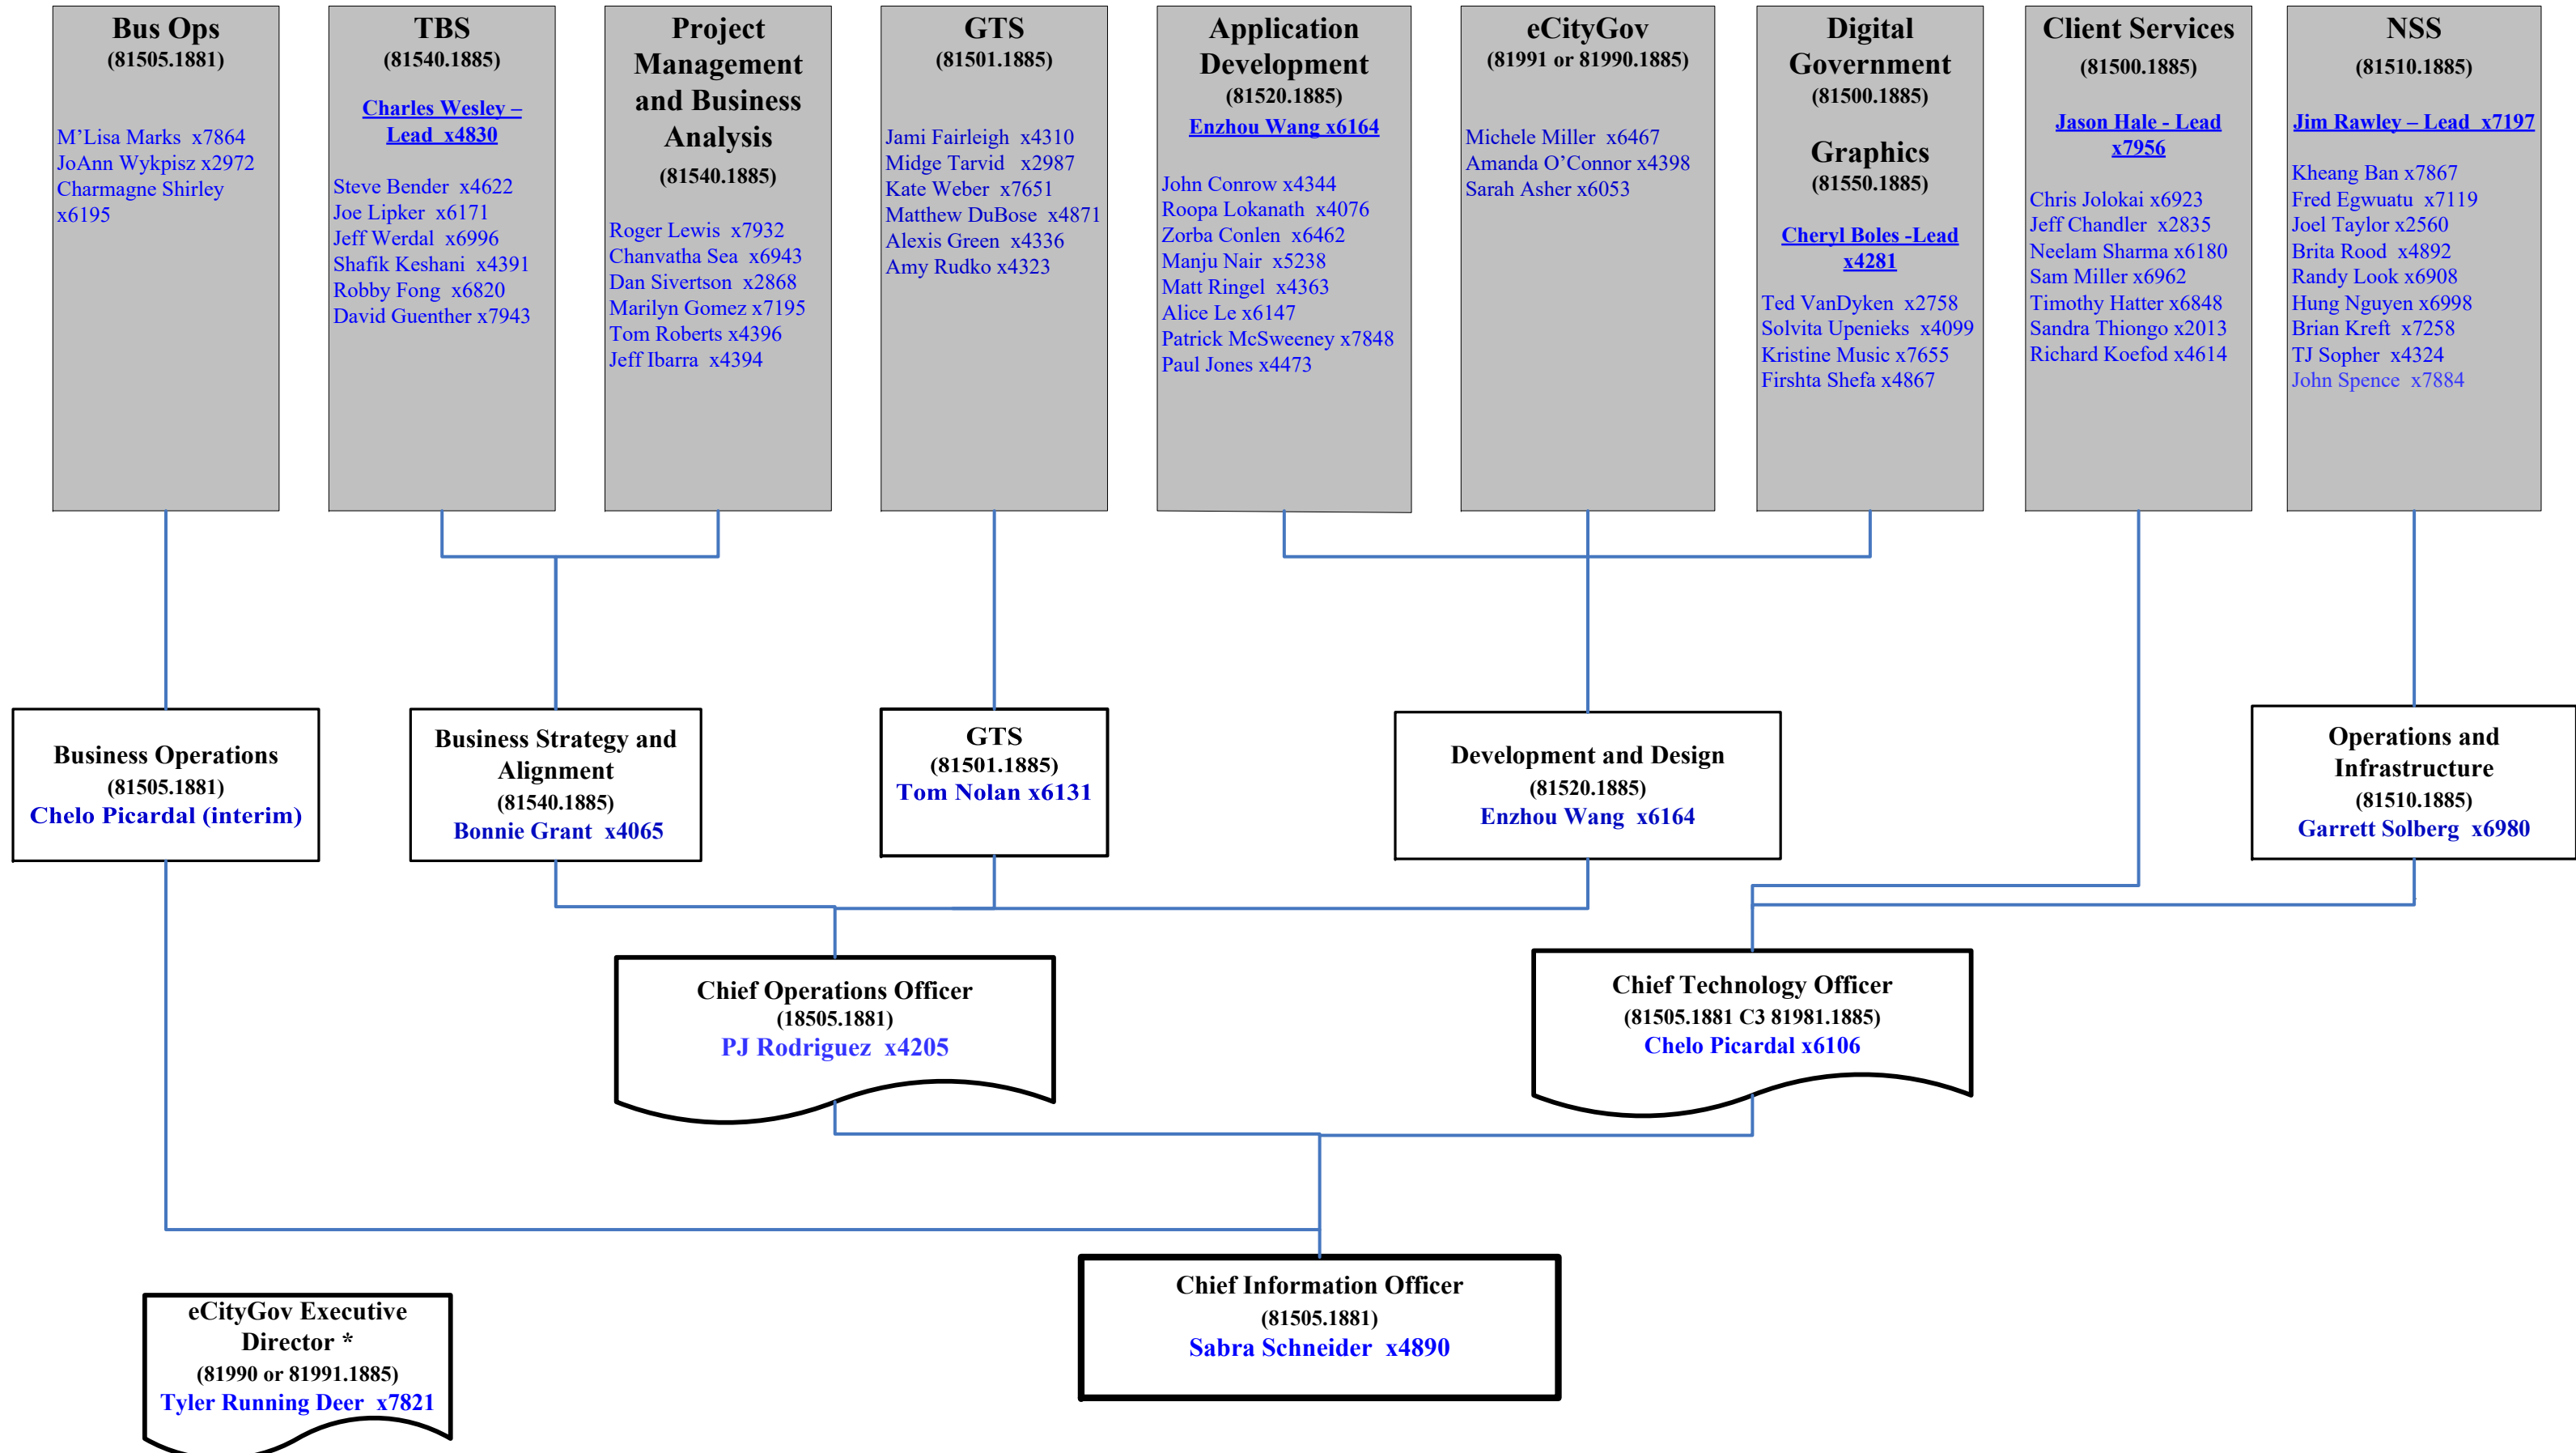 Bus Ops
(81505.1881)
M’Lisa Marks  x7864
JoAnn Wykpisz x2972
Charmagne Shirley
x6195
TBS
(81540.1885)
Charles Wesley –
Lead  x4830
Steve Bender  x4622
Joe Lipker  x6171
Jeff Werdal  x6996
Shafik Keshani  x4391
Robby Fong  x6820
David Guenther x7943
Project
Management
and Business
Analysis
(81540.1885)
Roger Lewis  x7932
Chanvatha Sea  x6943
Dan Sivertson  x2868
Marilyn Gomez x7195
Tom Roberts x4396
Jeff Ibarra  x4394
GTS
(81501.1885)
Jami Fairleigh  x4310
Midge Tarvid   x2987
Kate Weber  x7651
Matthew DuBose  x4871
Alexis Green  x4336
Amy Rudko x4323
Application
Development
(81520.1885)
Enzhou Wang x6164
John Conrow x4344
Roopa Lokanath  x4076
Zorba Conlen  x6462
Manju Nair  x5238
Matt Ringel  x4363
Alice Le x6147
Patrick McSweeney x7848
Paul Jones x4473
eCityGov
(81991 or 81990.1885)
Michele Miller  x6467
Amanda O’Connor x4398
Sarah Asher  x6053
Digital
Government
(81500.1885)
Graphics
(81550.1885)
Cheryl Boles -Lead
x4281
Ted VanDyken  x2758
Solvita Upenieks  x4099
Kristine Music x7655
Firshta Shefa x4867
Client Services
(81500.1885)
Jason Hale - Lead
x7956
Chris Jolokai x6923
Jeff Chandler  x2835
Neelam Sharma x6180
Sam Miller x6962
Timothy Hatter x6848
Sandra Thiongo x2013
Richard Koefod x4614
NSS
(81510.1885)
Jim Rawley – Lead  x7197
Kheang Ban x7867
Fred Egwuatu  x7119
Joel Taylor x2560
Brita Rood  x4892
Randy Look  x6908
Hung Nguyen x6998
Brian Kreft  x7258
TJ Sopher  x4324
John Spence  x7884
Business Operations
(81505.1881)
Chelo Picardal (interim)
Business Strategy and
Alignment
(81540.1885)
Bonnie Grant  x4065
GTS
(81501.1885)
Tom Nolan x6131
Development and Design
(81520.1885)
Enzhou Wang  x6164
Operations and
Infrastructure
(81510.1885)
Garrett Solberg  x6980
Chief Operations Officer
(18505.1881)
PJ Rodriguez  x4205
Chief Technology Officer
(81505.1881 C3 81981.1885)
Chelo Picardal x6106
Chief Information Officer
(81505.1881)
Sabra Schneider  x4890
eCityGov Executive
Director *
(81990 or 81991.1885)
Tyler Running Deer  x7821